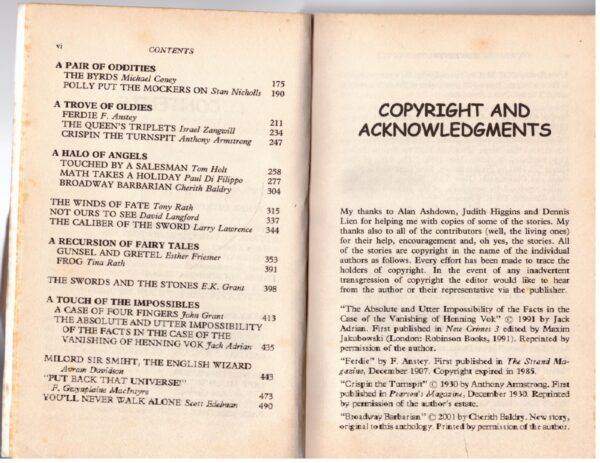 vi
CONTENTS
A PAIR OF ODDITIES
THE BYRDS Michael Coney 175
POLLY PUT THE MOCKERS ON Stan Nicholls 190
A TROVE OF OLDIES
FERDIE F. Anstey 211
THE QUEEN'S TRIPLETS Israel Zangwill 234
CRISPIN THE TURNSPIT Anthony Armstrong 247
A HALO OF ANGELS
TOUCHED BY A SALESMAN Tom Holt 258
MATH TAKES A HOLIDAY Paul Di Filippo 277
BROADWAY BARBARIAN Cherith Baldry 304
THE WINDS OF FATE Tony Rath 315
NOT OURS TO SEE David Langford 337
THE CALIBER OF THE SWORD Larry Lawrence 344
A RECURSION OF FAIRY TALES
GUNSEL AND GRETEL Esther Friesner 353
FROG Tina Rath 391
THE SWORDS AND THE STONES E.K. Grant 398
A TOUCH OF THE IMPOSSIBLES
A CASE OF FOUR FINGERS John Grant 413
THE ABSOLUTE AND UTTER IMPOSSIBILITY
OF THE FACTS IN THE CASE OF THE
VANISHING OF HENNING VOK Jack Adrian 435
MILORD SIR SMIHT, THE ENGLISH WIZARD
Avram Davidson 443
"PUT BACK THAT UNIVERSE"
F. Gwynplaine MacIntyre 473
YOU'LL NEVER WALK ALONE Scott Edelman 490
COPYRIGHT AND
ACKNOWLEDGMENTS
My thanks to Alan Ashdown, Judith Higgins and Dennis
Lien for helping me with copies of some of the stories. My
thanks also to all of the contributors (well, the living ones)
for their help, encouragement and, oh yes, the stories. All
of the stories are copyright in the name of the individual
authors as follows. Every effort has been made to trace the
holders of copyright. In the event of any inadvertent
transgression of copyright the editor would like to hear
from the author or their representative via the publisher.
"The Absolute and Utter Impossibility of the Facts in the
Case of the Vanishing of Henning Vok" © 1991 by Jack
Adrian. First published in New Crimes 3 edited by Maxim
Jakubowski (London: Robinson Books, 1991). Reprinted by
permission of the author.
"Ferdie" by F. Anstey. First published in The Strand Ma-
gazine, December 1907. Copyright expired in 1985.
"Crispin the Turnspit" © 1930 by Anthony Armstrong. First
published in Pearson's Magazine, December 1930. Reprinted
by permission of the author's estate.
"Broadway Barbarian" © 2001 by Cherith Baldry. New story,
original to this anthology. Printed by permission of the author.